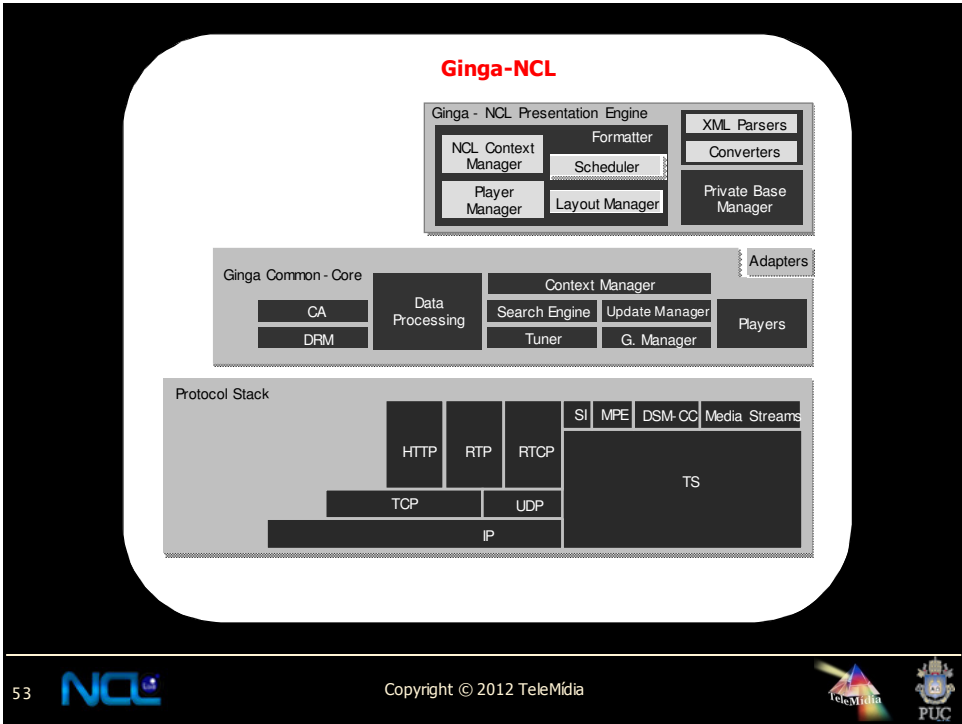 Ginga-NCL
Ginga - NCL Presentation Engine
Formatter
NCL Context
Manager
Scheduler
Player
Manager
Layout Manager
XML Parsers
Converters
Private Base
Manager
Adapters
Ginga Common - Core
CA
DRM
Data
Processing
Context Manager
Search Engine
Update Manager
Tuner
G. Manager
Players
Protocol Stack
HTTP
RTP
RTCP
SI
MPE
DSM-CC
Media Streams
TS
TCP
UDP
IP
53
NCL
Copyright © 2012 TeleMídia
TeleMídia
PUC